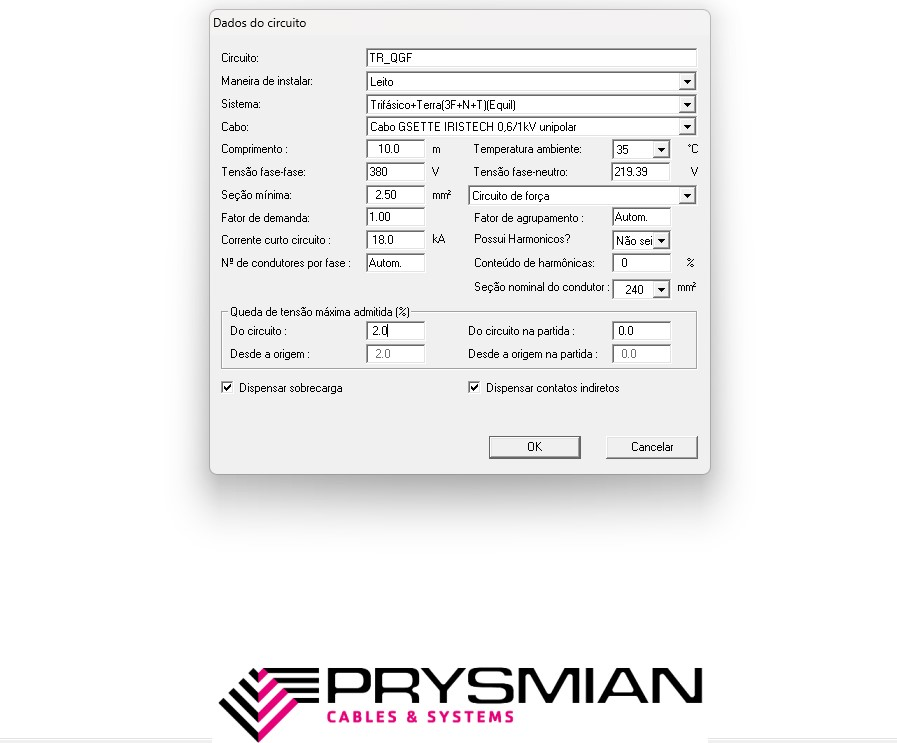 Dados do circuito
Circuito: TR_QGF
Maneira de instalar: Leito
Sistema: Trifásico+Terra(3F+N+T)(Equil)
Cabo: Cabo GSETTE IRISTECH 0,6/1kV unipolar
Comprimento : 10.0 m Temperatura ambiente: 35 °C
Tensão fase-fase: 380 V Tensão fase-neutro: 219.39 V
Seção mínima: 2.50 mm² Circuito de força
Fator de demanda: 1.00 Fator de agrupamento : Autom.
Corrente curto circuito : 18.0 kA Possui Harmonicos? Não sei
Nº de condutores por fase : Autom. Conteúdo de harmônicas: 0 %
Seção nominal do condutor : 240 mm²
Queda de tensão máxima admitida (%)
Do circuito : 2.0 Do circuito na partida : 0.0
Desde a origem : 2.0 Desde a origem na partida : 0.0
Dispensar sobrecarga Dispensar contatos indiretos
OK Cancelar
PRYSMIAN
CABLES & SYSTEMS